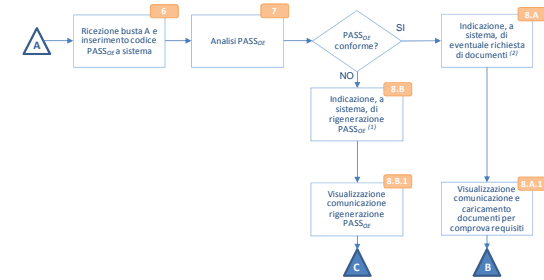 6
7
8.A
A
Ricezione busta A e
inserimento codice
PASSOE a sistema
Analisi PASSOE
PASSOE
conforme?
SI
Indicazione, a
sistema, di
eventuale richiesta
di documenti (2)
NO
8.B
Indicazione, a
sistema, di
rigenerazione
PASSOE (1)
8.B.1
8.A.1
Visualizzazione
comunicazione
rigenerazione
PASSOE
Visualizzazione
comunicazione e
caricamento
documenti per
comprova requisiti
C
B